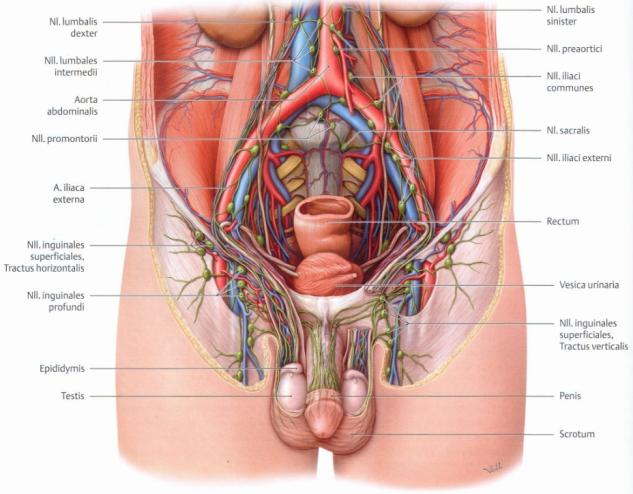 Nl. lumbalis
dexter
Nll. lumbales
intermedii
Aorta
abdominalis
Nll. promontorii
A. iliaca
externa
Nll. inguinales
superficiales,
Tractus horizontalis
Nll. inguinales
profundi
Epididymis
Testis
Nl. lumbalis
sinister
Nll. preaortici
Nll. iliaci
communes
Nl. sacralis
Nll. iliaci externi
Rectum
Vesica urinaria
Nll. inguinales
superficiales,
Tractus verticalis
Penis
Scrotum